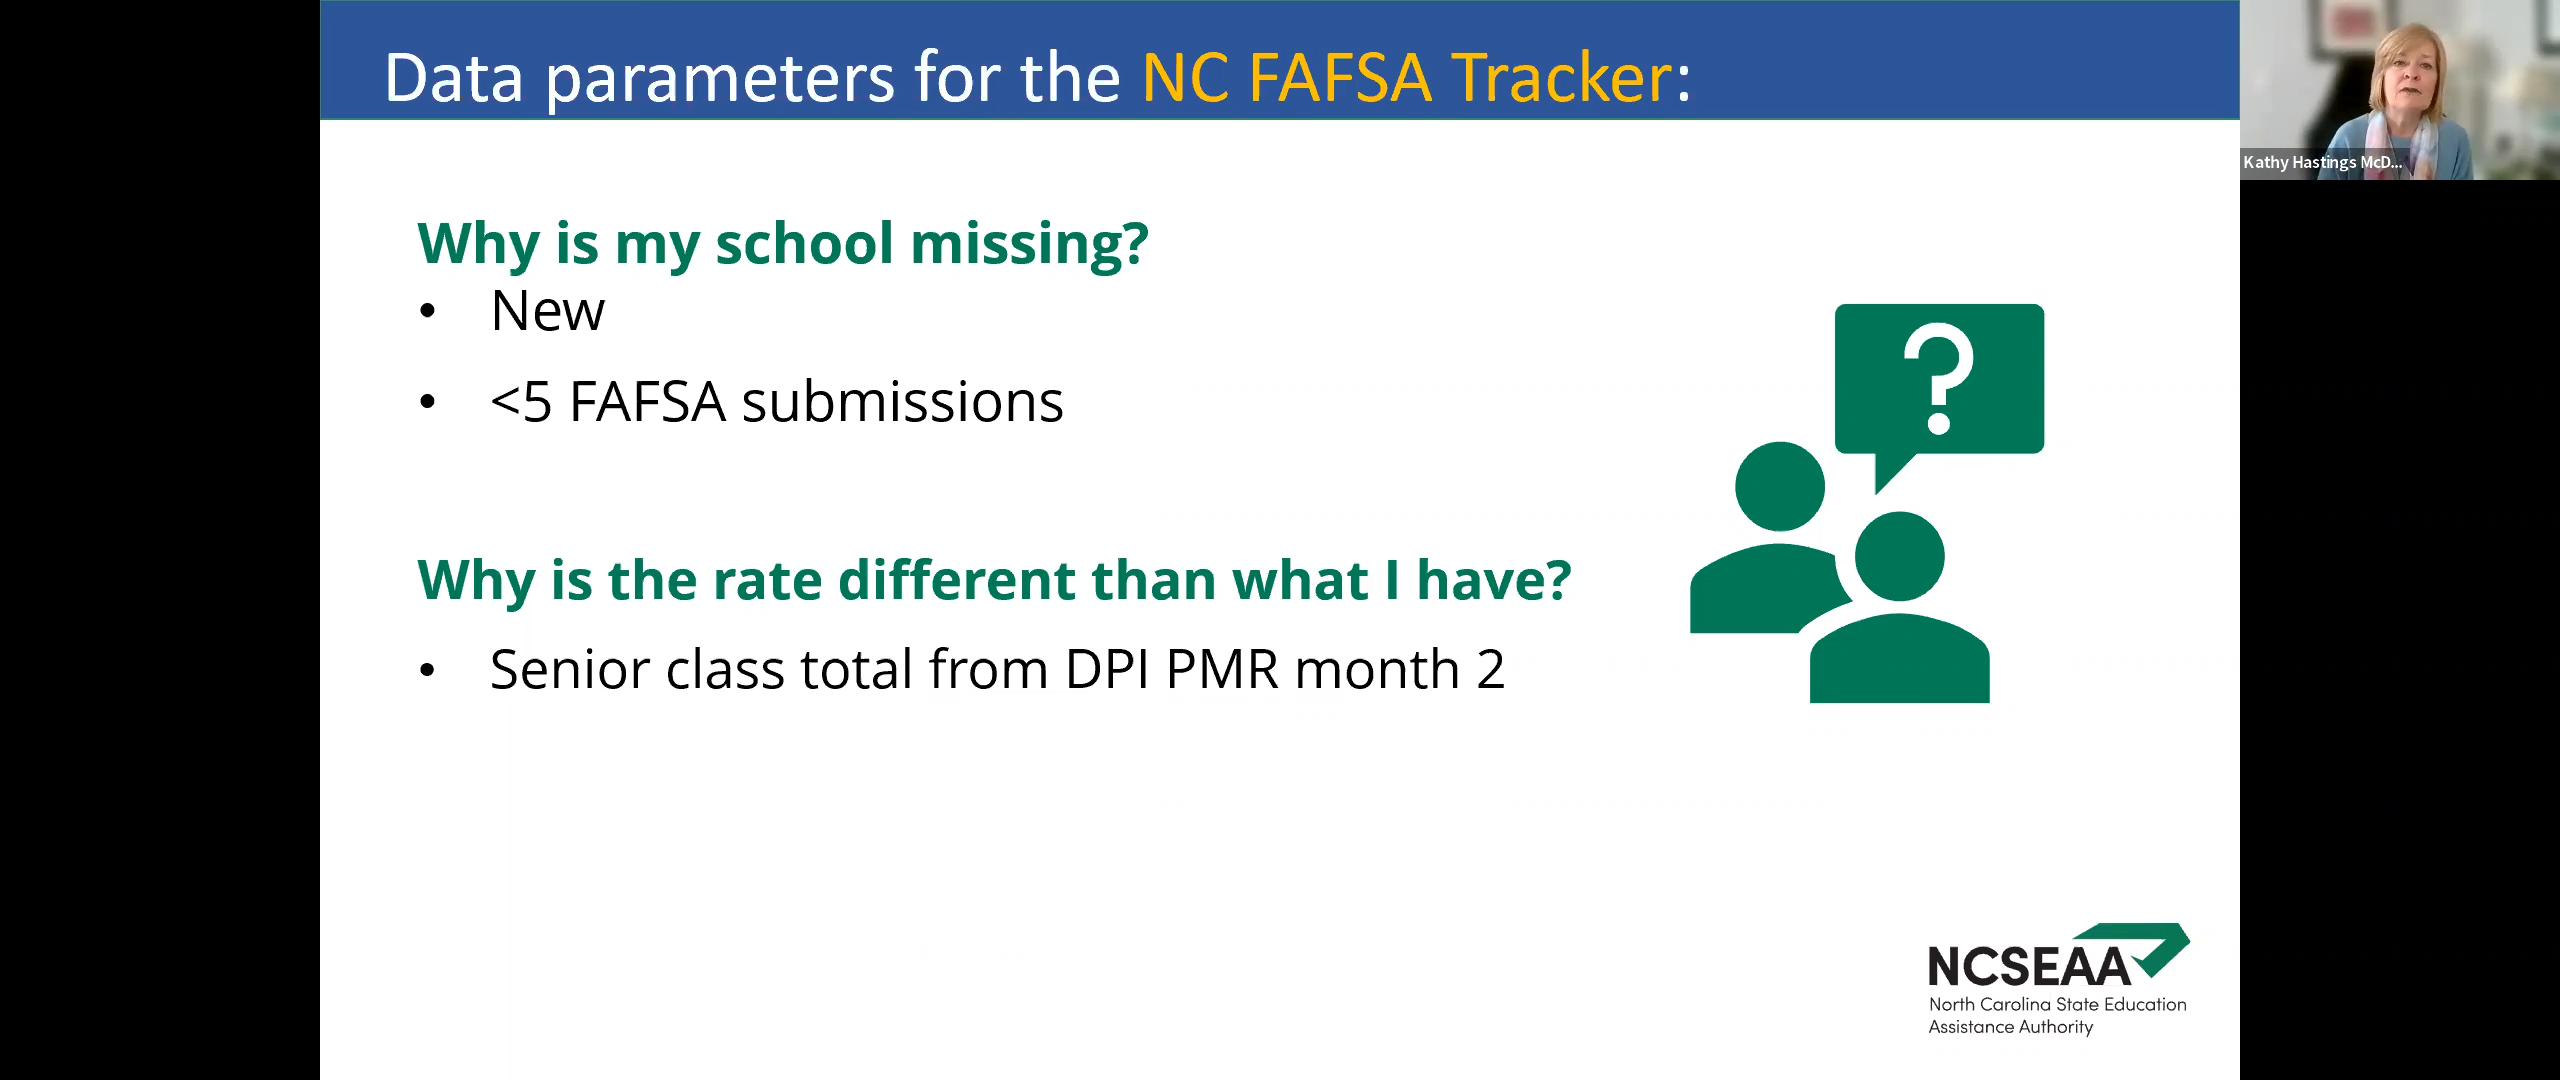 Data parameters for the NC FAFSA Tracker:
Kathy Hastings McD...
Why is my school missing?
• New
• <5 FAFSA submissions
?
Why is the rate different than what I have?
• Senior class total from DPI PMR month 2
NCSEAA
North Carolina State Education
Assistance Authority